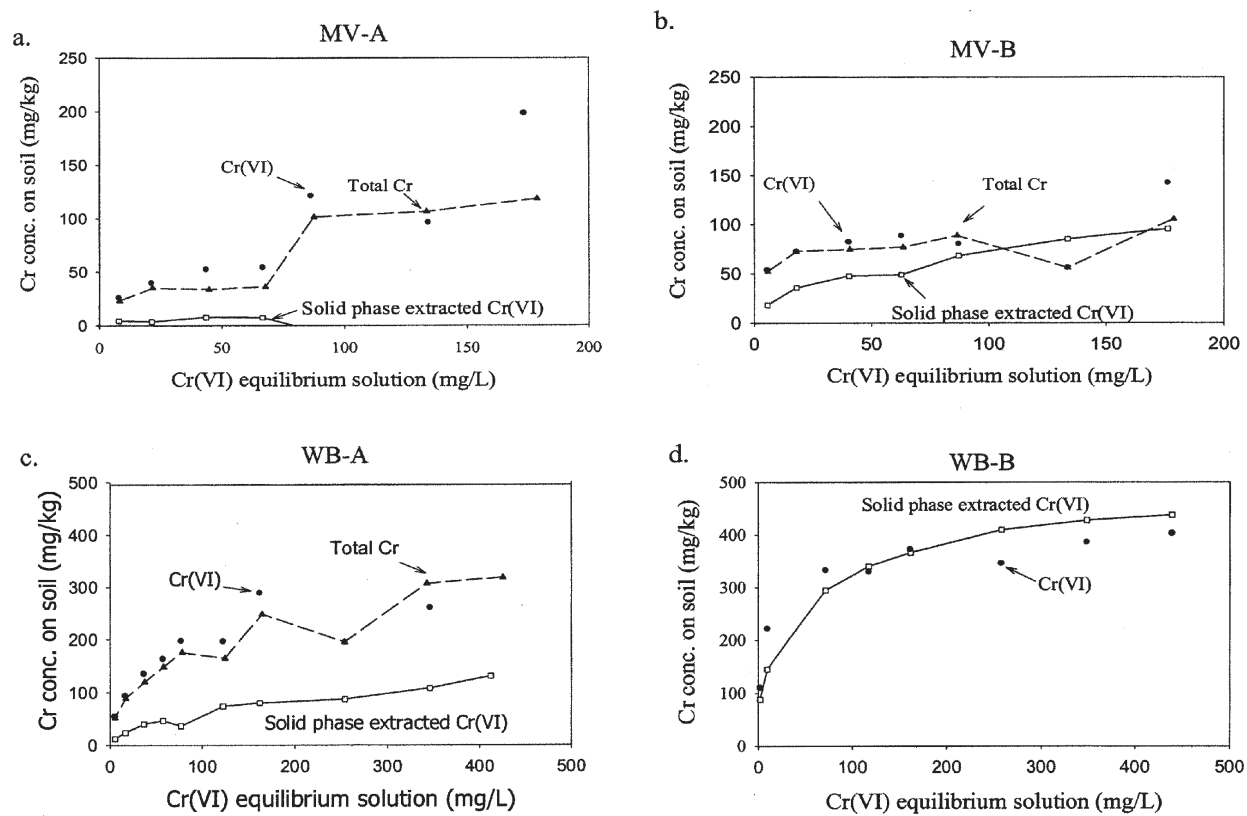 a.
MV-A
Cr conc. on soil (mg/kg)
250
200
150
100
50
0
Cr(VI)
Total Cr
Solid phase extracted Cr(VI)
0 50 100 150 200
Cr(VI) equilibrium solution (mg/L)
b.
MV-B
Cr conc. on soil (mg/kg)
250
200
150
100
50
0
Cr(VI)
Total Cr
Solid phase extracted Cr(VI)
0 50 100 150 200
Cr(VI) equilibrium solution (mg/L)
c.
WB-A
Cr conc. on soil (mg/kg)
500
400
300
200
100
0
Total Cr
Cr(VI)
Solid phase extracted Cr(VI)
0 100 200 300 400 500
Cr(VI) equilibrium solution (mg/L)
d.
WB-B
Cr conc. on soil (mg/kg)
500
400
300
200
100
0
Solid phase extracted Cr(VI)
Cr(VI)
0 100 200 300 400 500
Cr(VI) equilibrium solution (mg/L)